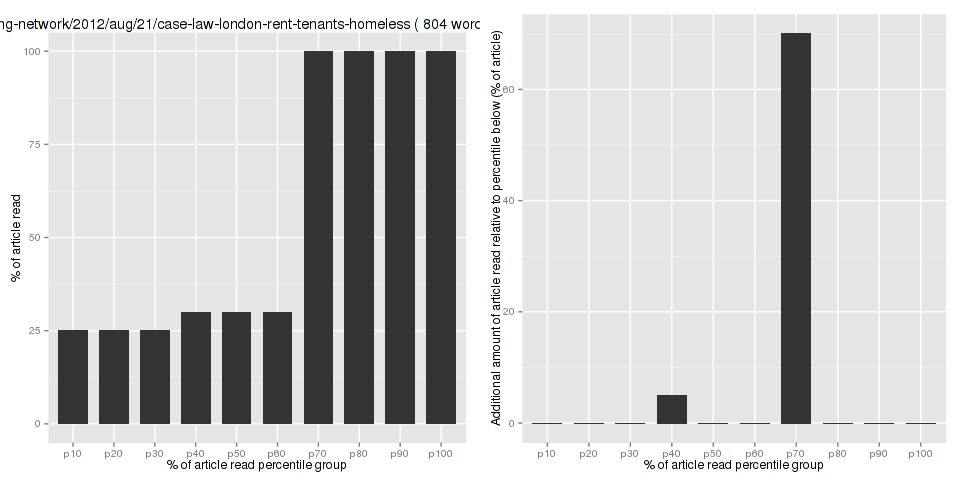 ng-network/2012/aug/21/case-law-london-rent-tenants-homeless ( 804 word
100
75
50
25
0
% of article read
p10 p20 p30 p40 p50 p60 p70 p80 p90 p100
% of article read percentile group
Additional amount of article read relative to percentile below (% of article)
60
40
20
0
p10 p20 p30 p40 p50 p60 p70 p80 p90 p100
% of article read percentile group